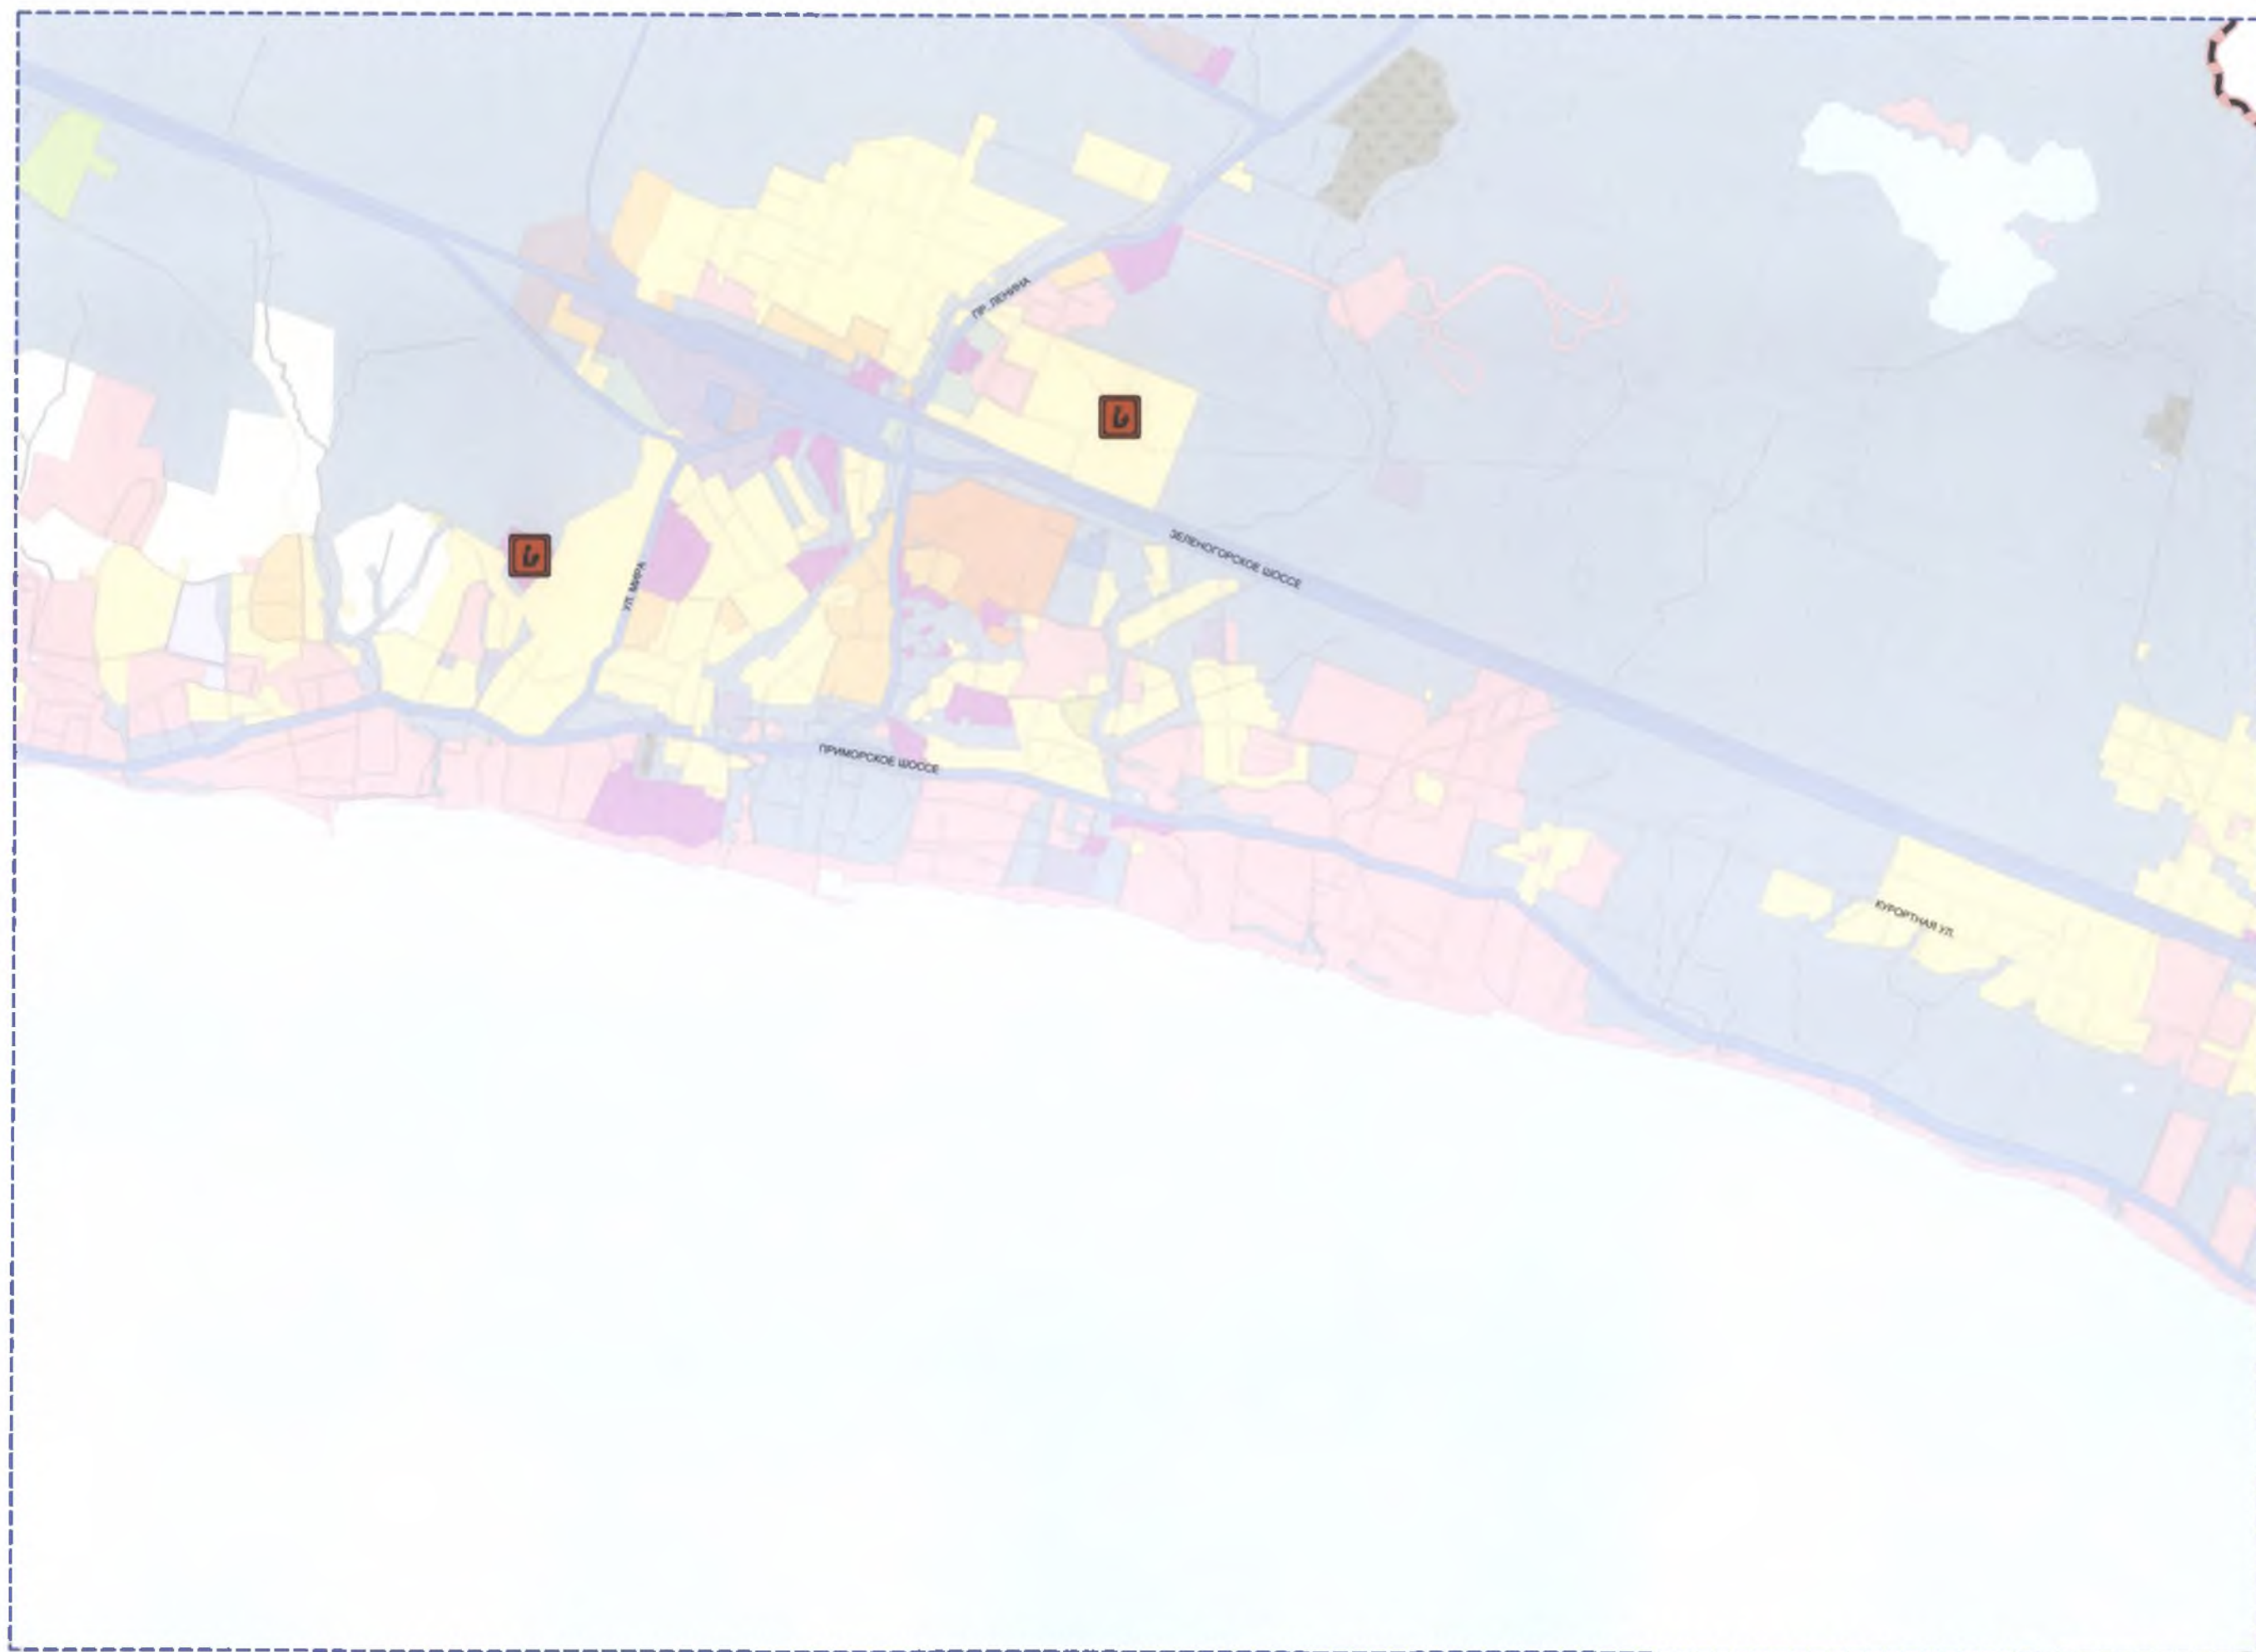 ПР. ЛЕНИНА
ЗЕЛЕНОГОРСКОЕ ШОССЕ
УЛ. МИРА
ПРИМОРСКОЕ ШОССЕ
КУРОРТНАЯ УЛ.